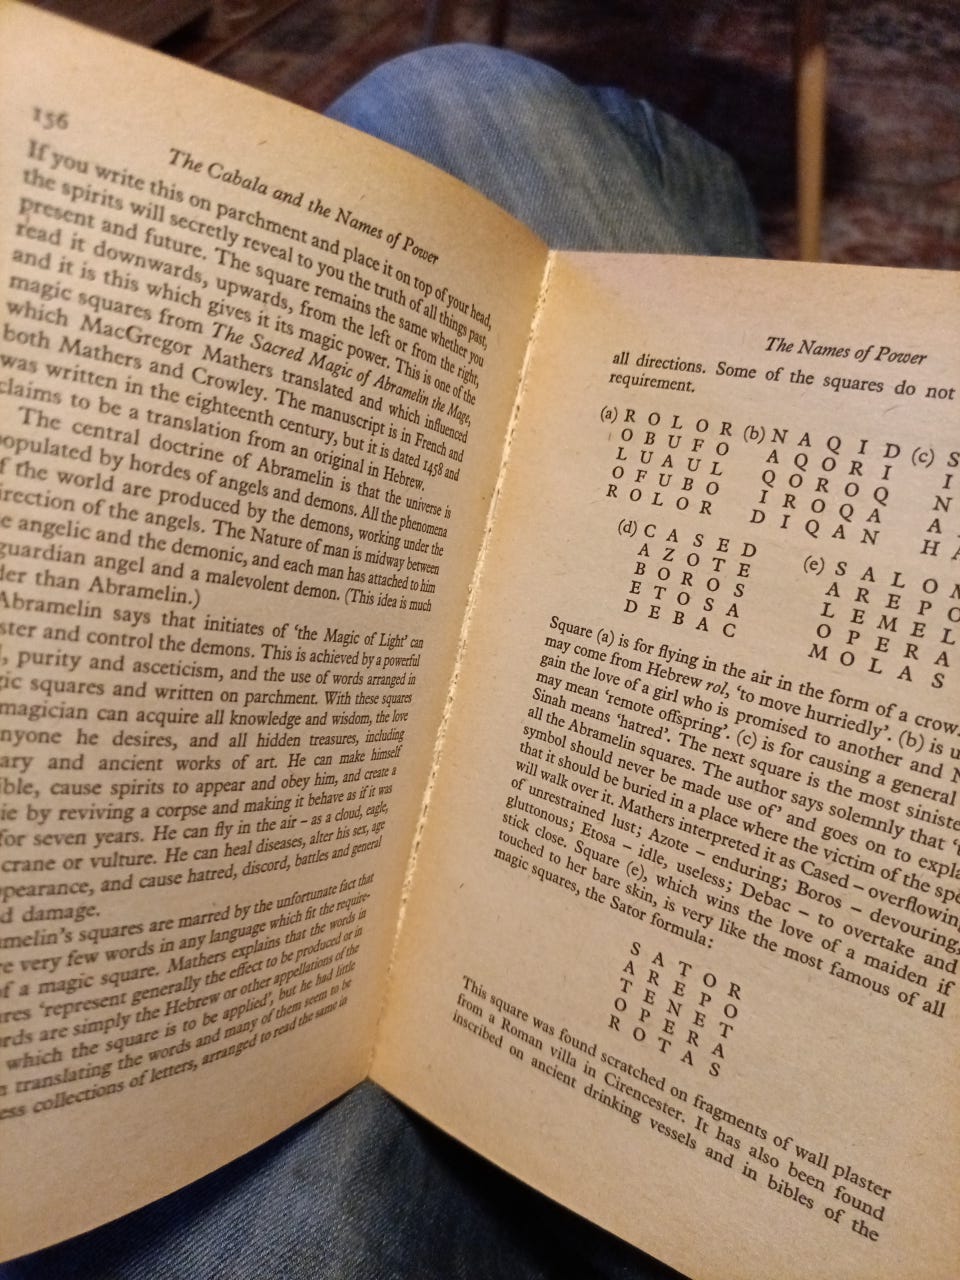 156
The Cabala and the Names of Power
If you write this on parchment and place it on top of your head,
the spirits will secretly reveal to you the truth of all things past,
present and future. The square remains the same whether you
read it downwards, upwards, from the left or from the right,
and it is this which gives it its magic power. This is one of the
magic squares from The Sacred Magic of Abramelin the Mage,
which MacGregor Mathers translated and which influenced
both Mathers and Crowley. The manuscript is in French and
was written in the eighteenth century, but it is dated 1458 and
claims to be a translation from an original in Hebrew.
The central doctrine of Abramelin is that the universe is
populated by hordes of angels and demons. All the phenomena
of the world are produced by the demons, working under the
direction of the angels. The Nature of man is midway between
angelic and the demonic, and each man has attached to him
guardian angel and a malevolent demon. (This idea is much
than Abramelin.)
Abramelin says that initiates of 'the Magic of Light' can
and control the demons. This is achieved by a powerful
purity and asceticism, and the use of words arranged in
squares and written on parchment. With these squares
magician can acquire all knowledge and wisdom, the love
he desires, and all hidden treasures, including
and ancient works of art. He can make himself
cause spirits to appear and obey him, and create a
by reviving a corpse and making it behave as if it was
for seven years. He can fly in the air – as a cloud, eagle,
crane or vulture. He can heal diseases, alter his sex, age
and cause hatred, discord, battles and general
damage.
squares are marred by the unfortunate fact that
very few words in any language which fit the require-
of a magic square. Mathers explains that the words in
'represent generally the effect to be produced or in
are simply the Hebrew or other appellations of the
which the square is to be applied', but he had little
translating the words and many of them seem to be
collections of letters, arranged to read the same in
The Names of Power
all directions. Some of the squares do not
requirement.
(a) R O L O R (b) N A Q I D (c) S
O B U F O A Q O R I I
L U A U L Q O R O Q N
O F U B O I R O Q A A
R O L O R D I Q A N H A
(d) C A S E D
A Z O T E (e) S A L O M
B O R O S A R E P O
E T O S A L E M E L
D E B A C O P E R A
M O L A S
Square (a) is for flying in the air in the form of a crow.
may come from Hebrew rol, 'to move hurriedly'. (b) is
gain the love of a girl who is promised to another and
may mean 'remote offspring'. (c) is for causing a general
Sinah means 'hatred'. The next square is the most
all the Abramelin squares. The author says solemnly that
symbol should never be made use of' and goes on to
that it should be buried in a place where the victim of the
will walk over it. Mathers interpreted it as Cased – overflowing
of unrestrained lust; Azote – enduring; Boros – devouring,
gluttonous; Etosa – idle, useless; Debac – to overtake and
stick close. Square (e), which wins the love of a maiden if
touched to her bare skin, is very like the most famous of all
magic squares, the Sator formula:
S A T O R
A R E P O
T E N E T
O P E R A
R O T A S
This square was found scratched on fragments of wall plaster
from a Roman villa in Cirencester. It has also been found
inscribed on ancient drinking vessels and in bibles of the